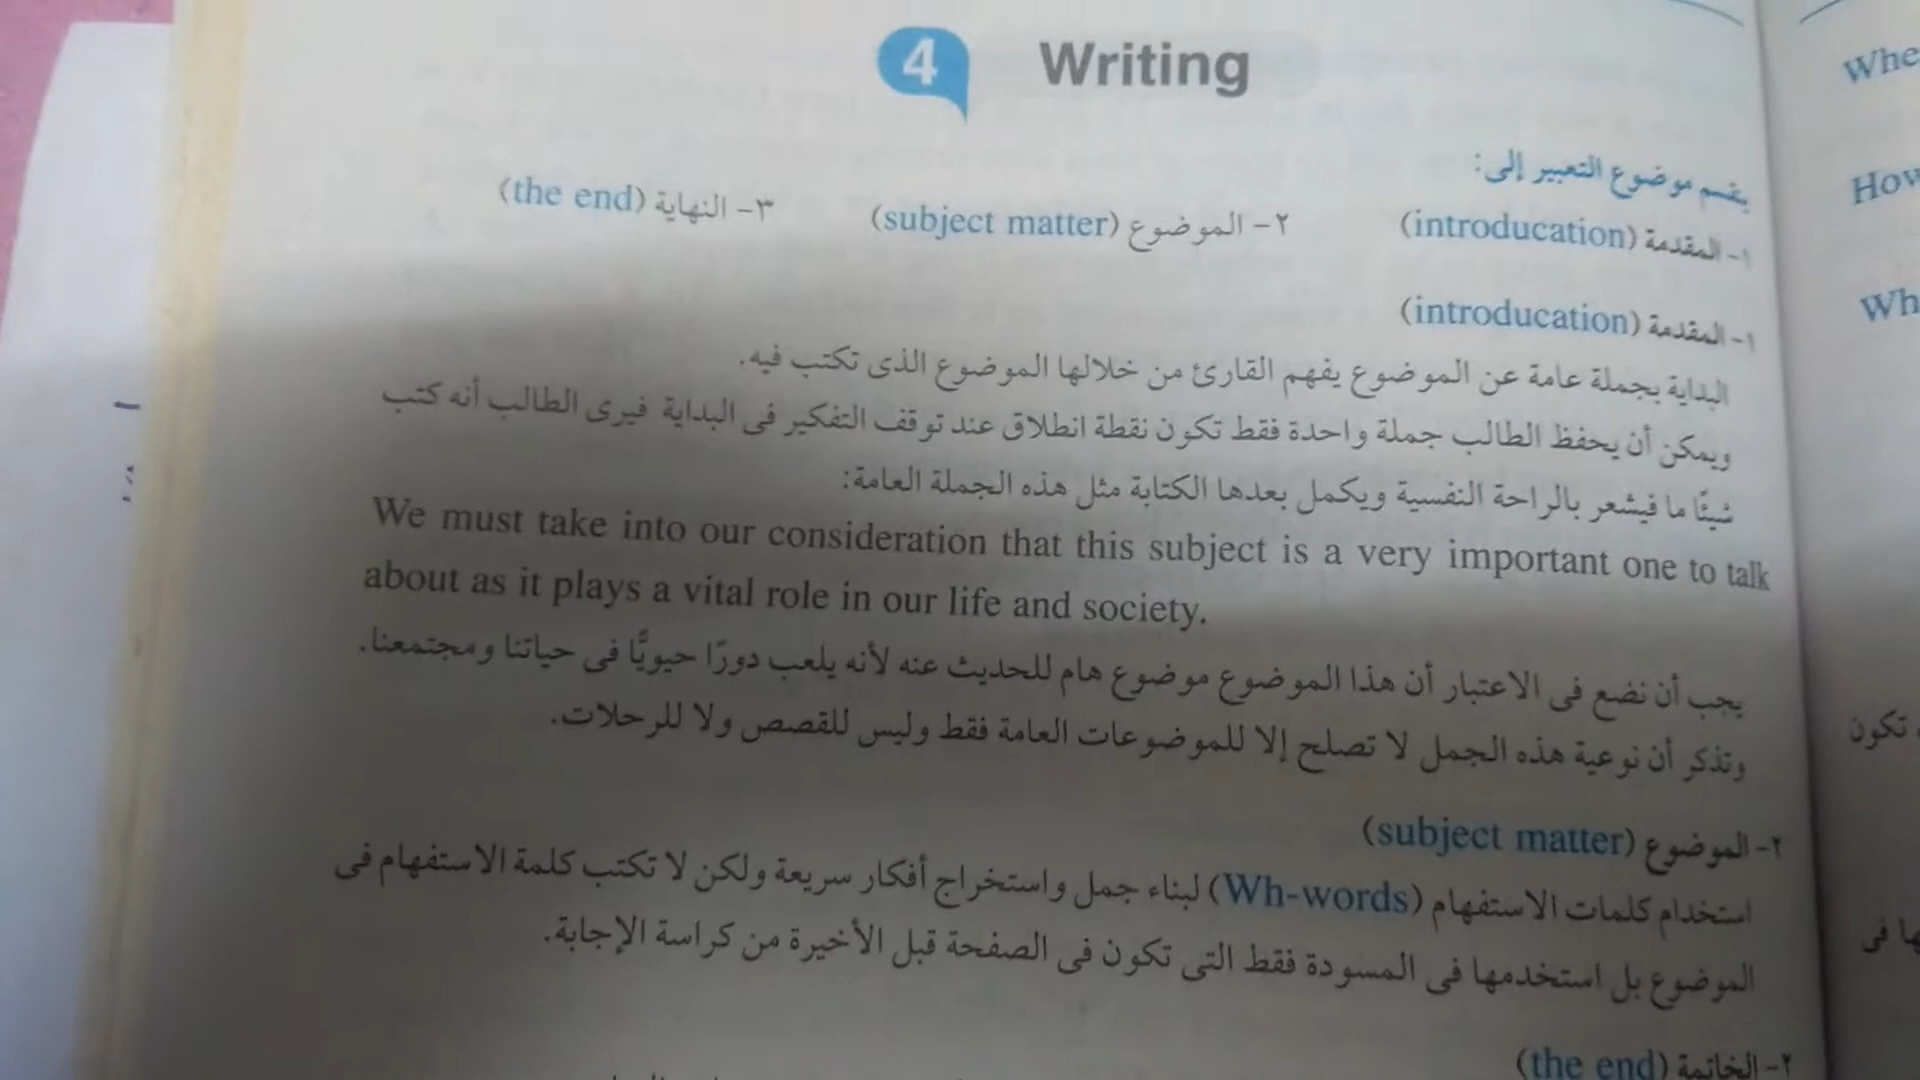 4 Writing
يقسم موضوع التعبير إلى:
١- المقدمة (introducation) ٢- الموضوع (subject matter) ٣- النهاية (the end)
١- المقدمة (introducation)
البداية بجملة عامة عن الموضوع يفهم القارئ من خلالها الموضوع الذى تكتب فيه.
ويمكن أن يحفظ الطالب جملة واحدة فقط تكون نقطة انطلاق عند توقف التفكير فى البداية فيرى الطالب أنه كتب
شيئًا ما فيشعر بالراحة النفسية ويكمل بعدها الكتابة مثل هذه الجملة العامة:
We must take into our consideration that this subject is a very important one to talk
about as it plays a vital role in our life and society.
يجب أن نضع فى الاعتبار أن هذا الموضوع موضوع هام للحديث عنه لأنه يلعب دورًا حيويًّا فى حياتنا ومجتمعنا.
وتذكر أن نوعية هذه الجمل لا تصلح إلا للموضوعات العامة فقط وليس للقصص ولا للرحلات.
٢- الموضوع (subject matter)
استخدام كلمات الاستفهام (Wh-words) لبناء جمل واستخراج أفكار سريعة ولكن لا تكتب كلمة الاستفهام فى
الموضوع بل استخدمها فى المسودة فقط التى تكون فى الصفحة قبل الأخيرة من كراسة الإجابة.
الخاتمة (the end)
How
تكون